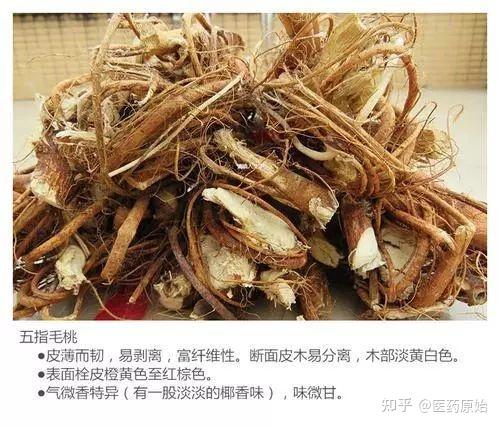 五指毛桃
●皮薄而韧，易剥离，富纤维性。断面皮木易分离，木部淡黄白色。
●表面栓皮橙黄色至红棕色。
●气微香特异（有一股淡淡的椰香味），味微甘。
知乎 @医药原始